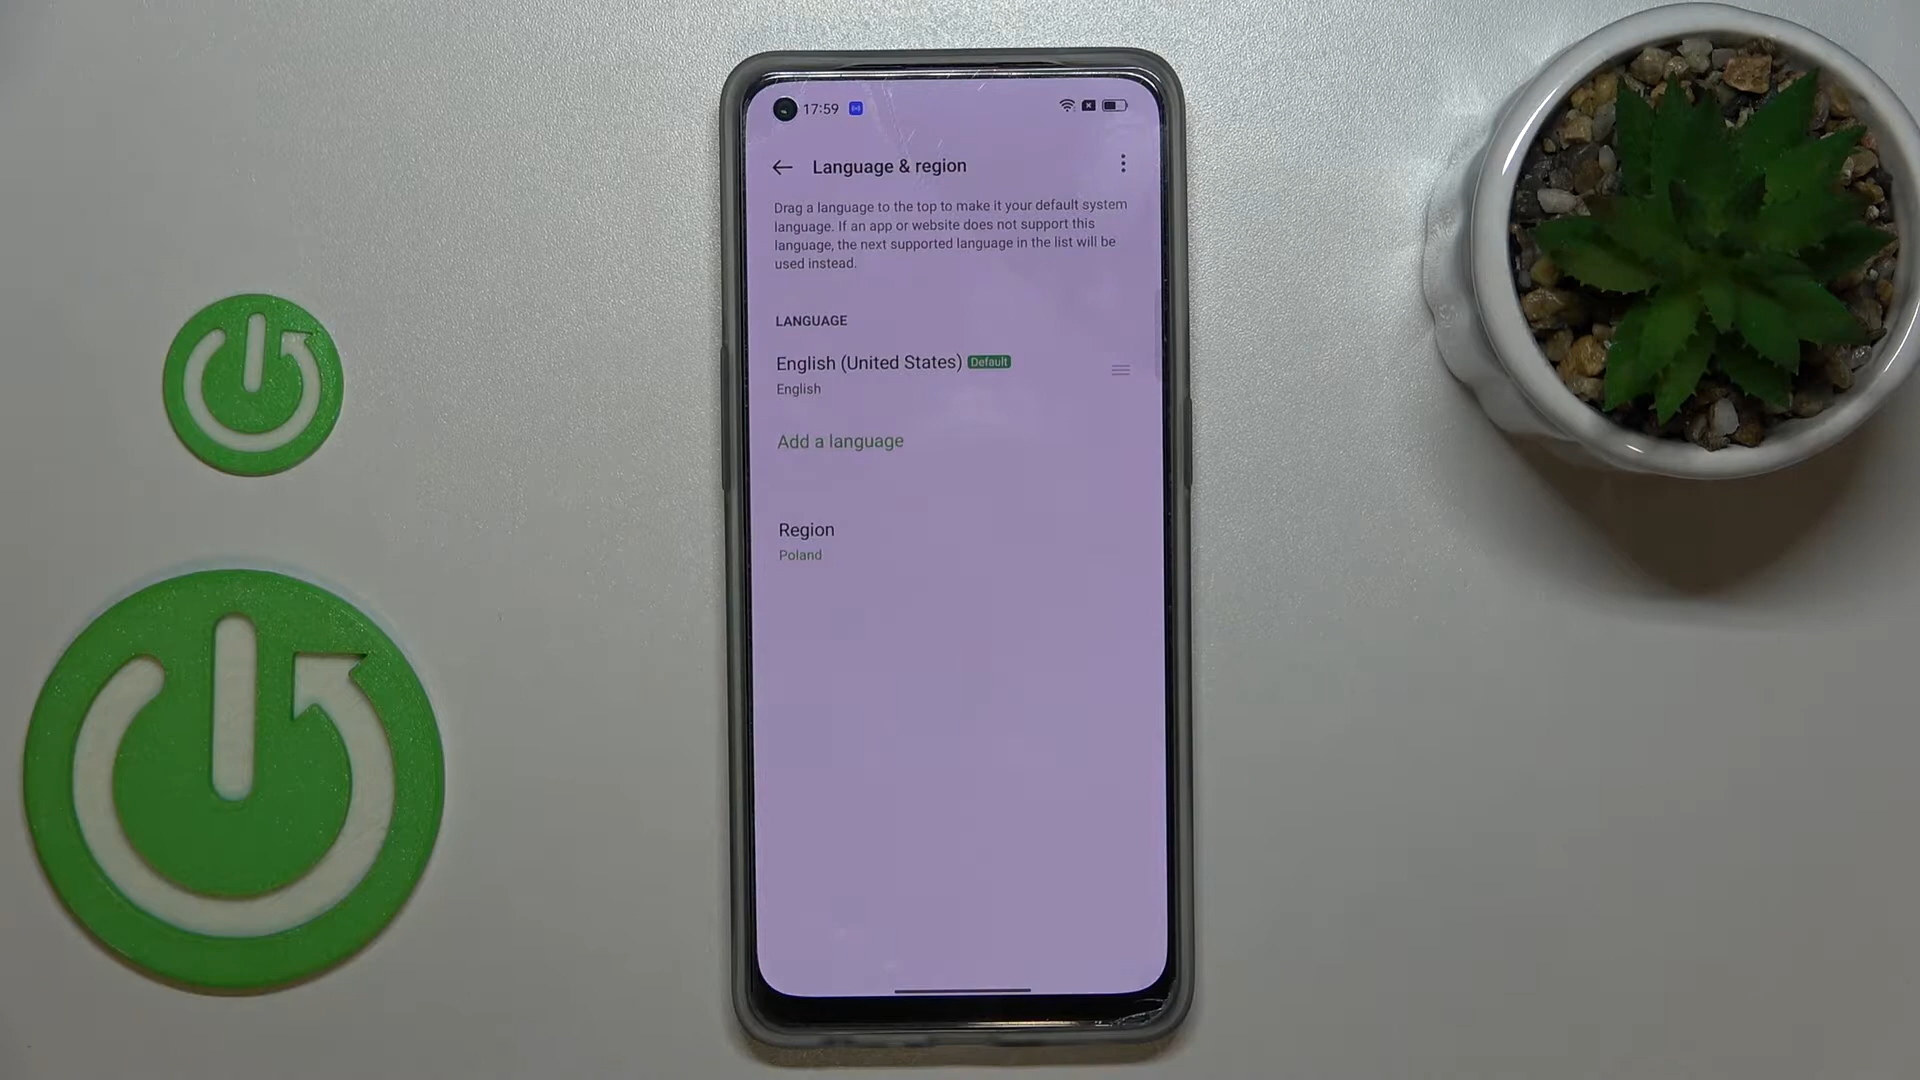 17:59
Language & region
Drag a language to the top to make it your default system
language. If an app or website does not support this
language, the next supported language in the list will be
used instead.
LANGUAGE
English (United States) Default
English
Add a language
Region
Poland